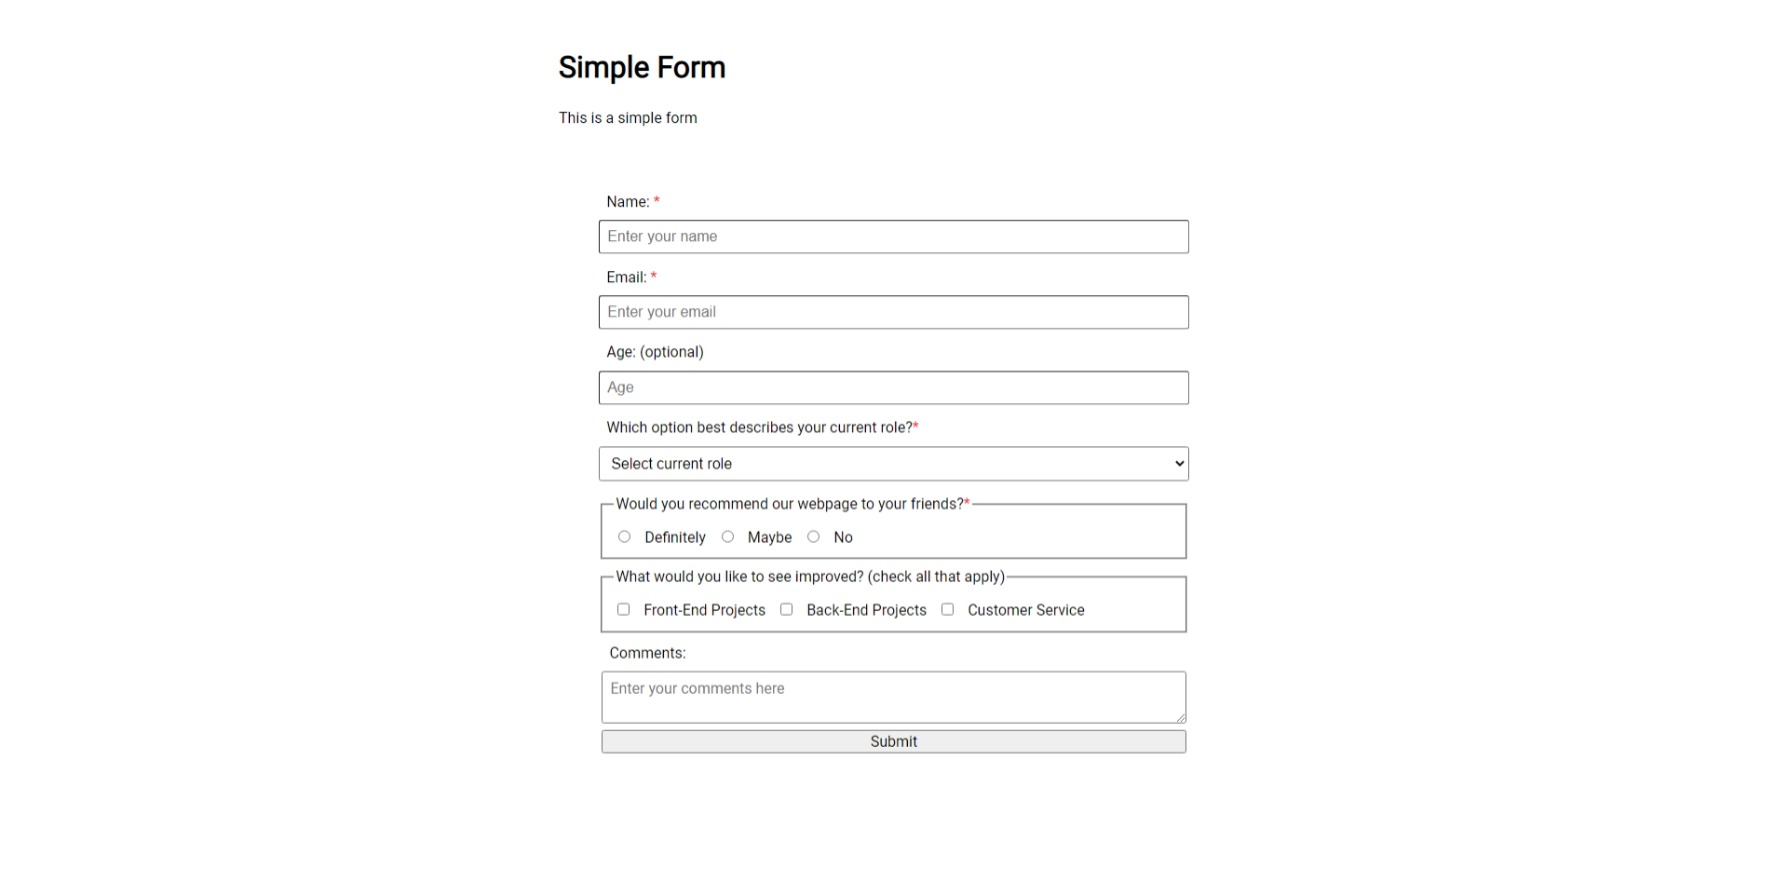 Simple Form
This is a simple form
Name: *
Enter your name
Email: *
Enter your email
Age: (optional)
Age
Which option best describes your current role?*
Select current role
Would you recommend our webpage to your friends?*
Definitely Maybe No
What would you like to see improved? (check all that apply)
Front-End Projects Back-End Projects Customer Service
Comments:
Enter your comments here
Submit